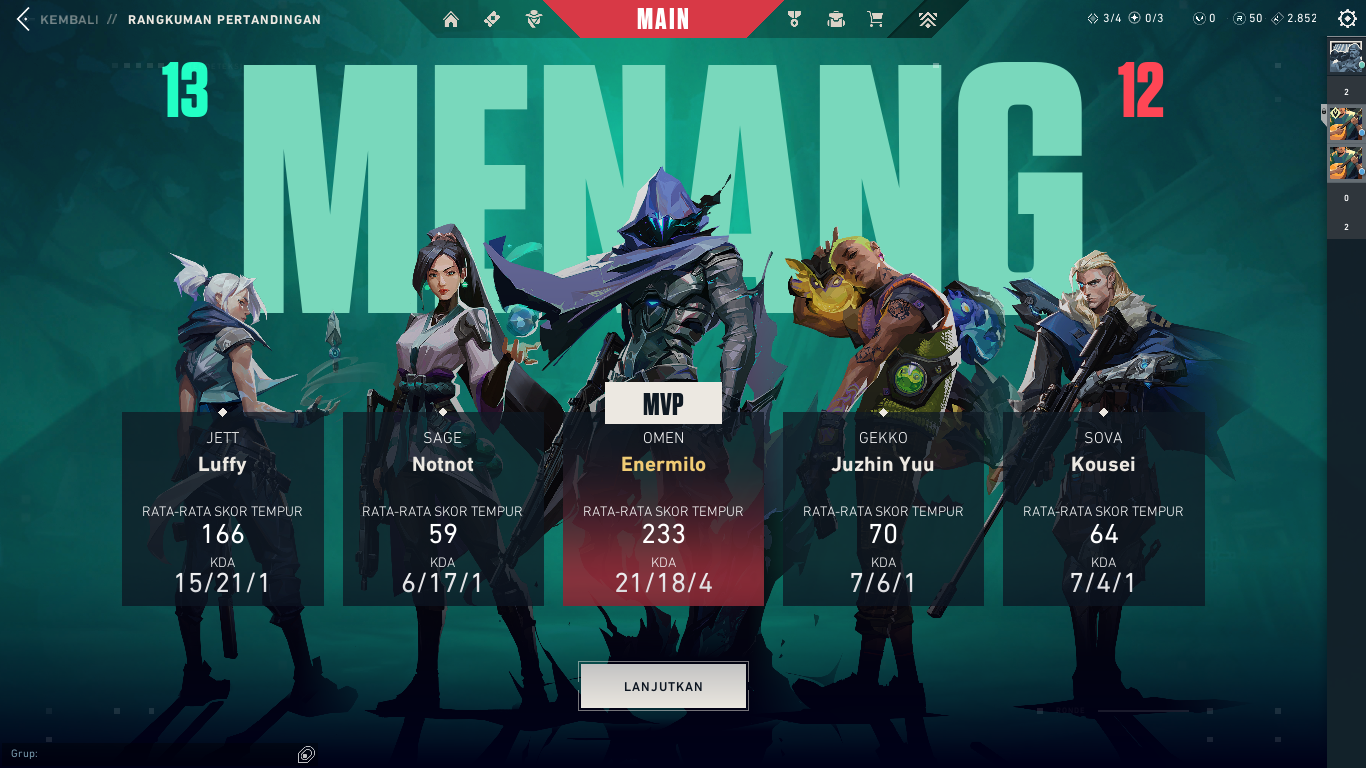 KEMBALI // RANGKUMAN PERTANDINGAN
MAIN
3/4 0/3 0 50 2.852
13
MENANG
12
2
0
2
MVP
JETT
Luffy
RATA-RATA SKOR TEMPUR
166
KDA
15/21/1
SAGE
Notnot
RATA-RATA SKOR TEMPUR
59
KDA
6/17/1
OMEN
Enermilo
RATA-RATA SKOR TEMPUR
233
KDA
21/18/4
GEKKO
Juzhin Yuu
RATA-RATA SKOR TEMPUR
70
KDA
7/6/1
SOVA
Kousei
RATA-RATA SKOR TEMPUR
64
KDA
7/4/1
LANJUTKAN
Grup: